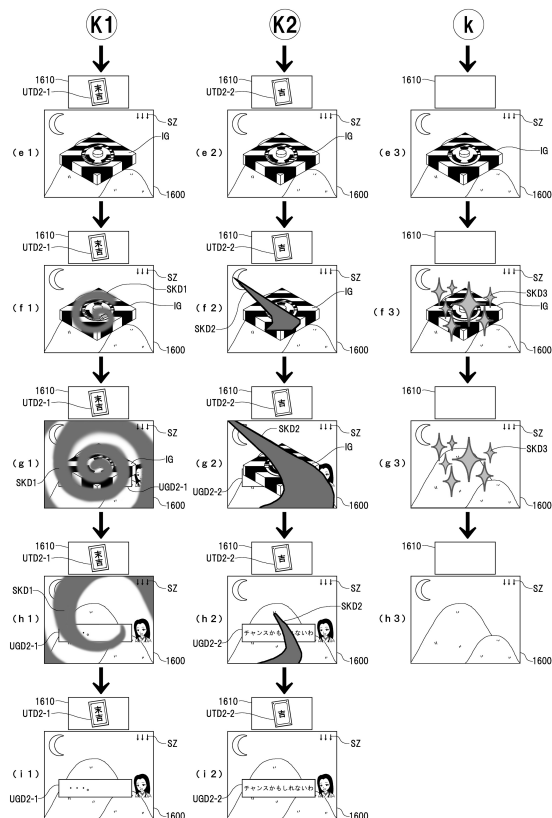 K1 K2 k
1610 1610 1610
UTD2-1 末吉 UTD2-2 吉
SZ SZ SZ
IG IG IG
(e1) (e2) (e3)
1600 1600 1600
1610 1610 1610
UTD2-1 末吉 UTD2-2 吉
SZ SZ SZ
SKD1 IG SKD3
(f1) IG (f2) IG
SKD2 (f3)
1600 1600 1600
1610 1610 1610
UTD2-1 末吉 UTD2-2 吉
SKD2
SZ SZ SZ
IG IG SKD3
(g1) (g2) (g3)
SKD1 UGD2-1 UGD2-2
1600 1600 1600
1610 1610 1610
UTD2-1 末吉 UTD2-2 吉
SKD1 SZ SZ
SKD2
(h1) (h2) (h3)
UGD2-1 ・。 UGD2-2 チャンスかも れないわ
1600 1600 1600
1610 1610
UTD2-1 末吉 UTD2-2 吉
SZ SZ
(i1) (i2)
UGD2-1 ・・・。 UGD2-2 チャンスかもしれないわ
1600 1600